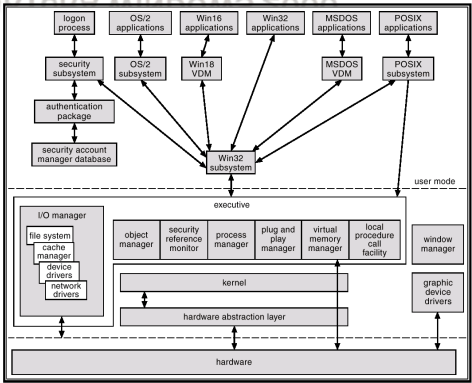 logon process
OS/2 applications
Win16 applications
Win32 applications
MSDOS applications
POSIX applications
security subsystem
OS/2 subsystem
Win18 VDM
MSDOS VDM
POSIX subsystem
authentication package
security account manager database
Win32 subsystem
user mode
executive
I/O manager
file system
cache manager
device drivers
network drivers
object manager
security reference monitor
process manager
plug and play manager
virtual memory manager
local procedure call facility
window manager
kernel
graphic device drivers
hardware abstraction layer
hardware